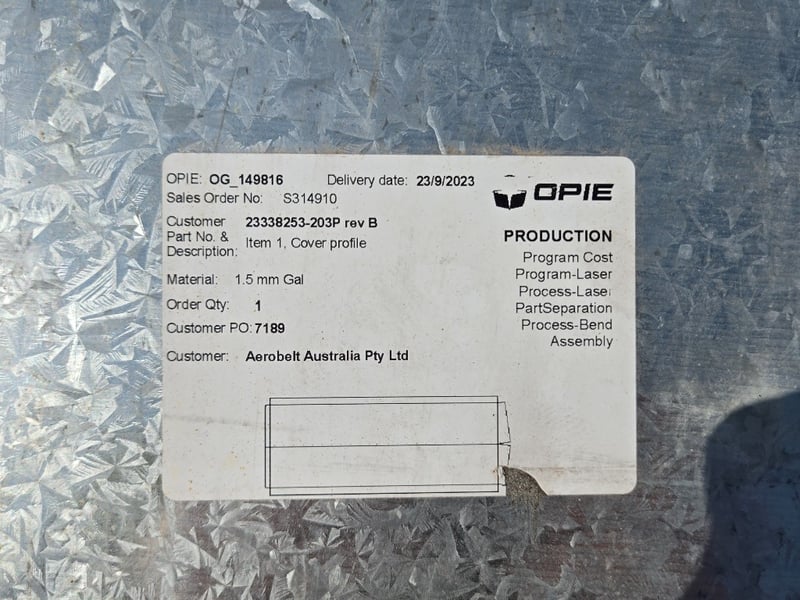 OPIE: OG_149816 Delivery date: 23/9/2023
Sales Order No: S314910
OPIE
Customer Part No. & Description: 23338253-203P rev B
Item 1, Cover profile
Material: 1.5 mm Gal
Order Qty: 1
Customer PO: 7189
Customer: Aerobelt Australia Pty Ltd
PRODUCTION
Program Cost
Program-Laser
Process-Laser
PartSeparation
Process-Bend
Assembly